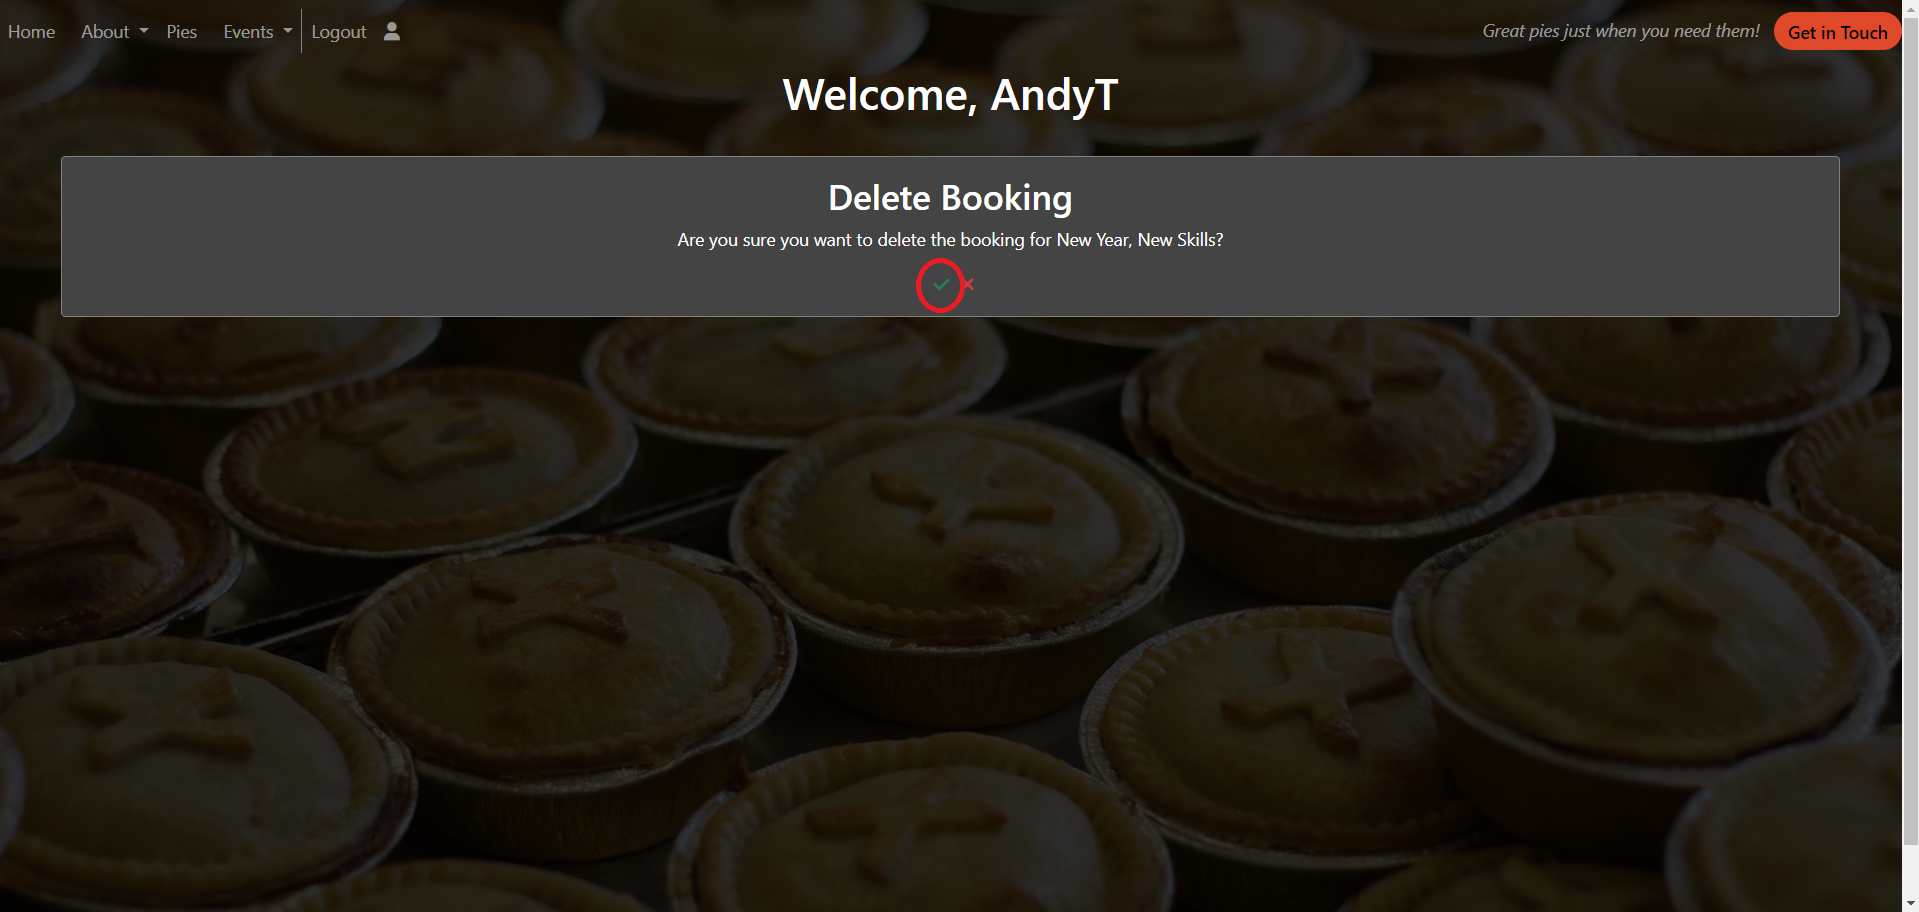 Home About Pies Events Logout Great pies just when you need them! Get in Touch
Welcome, AndyT
Delete Booking
Are you sure you want to delete the booking for New Year, New Skills?